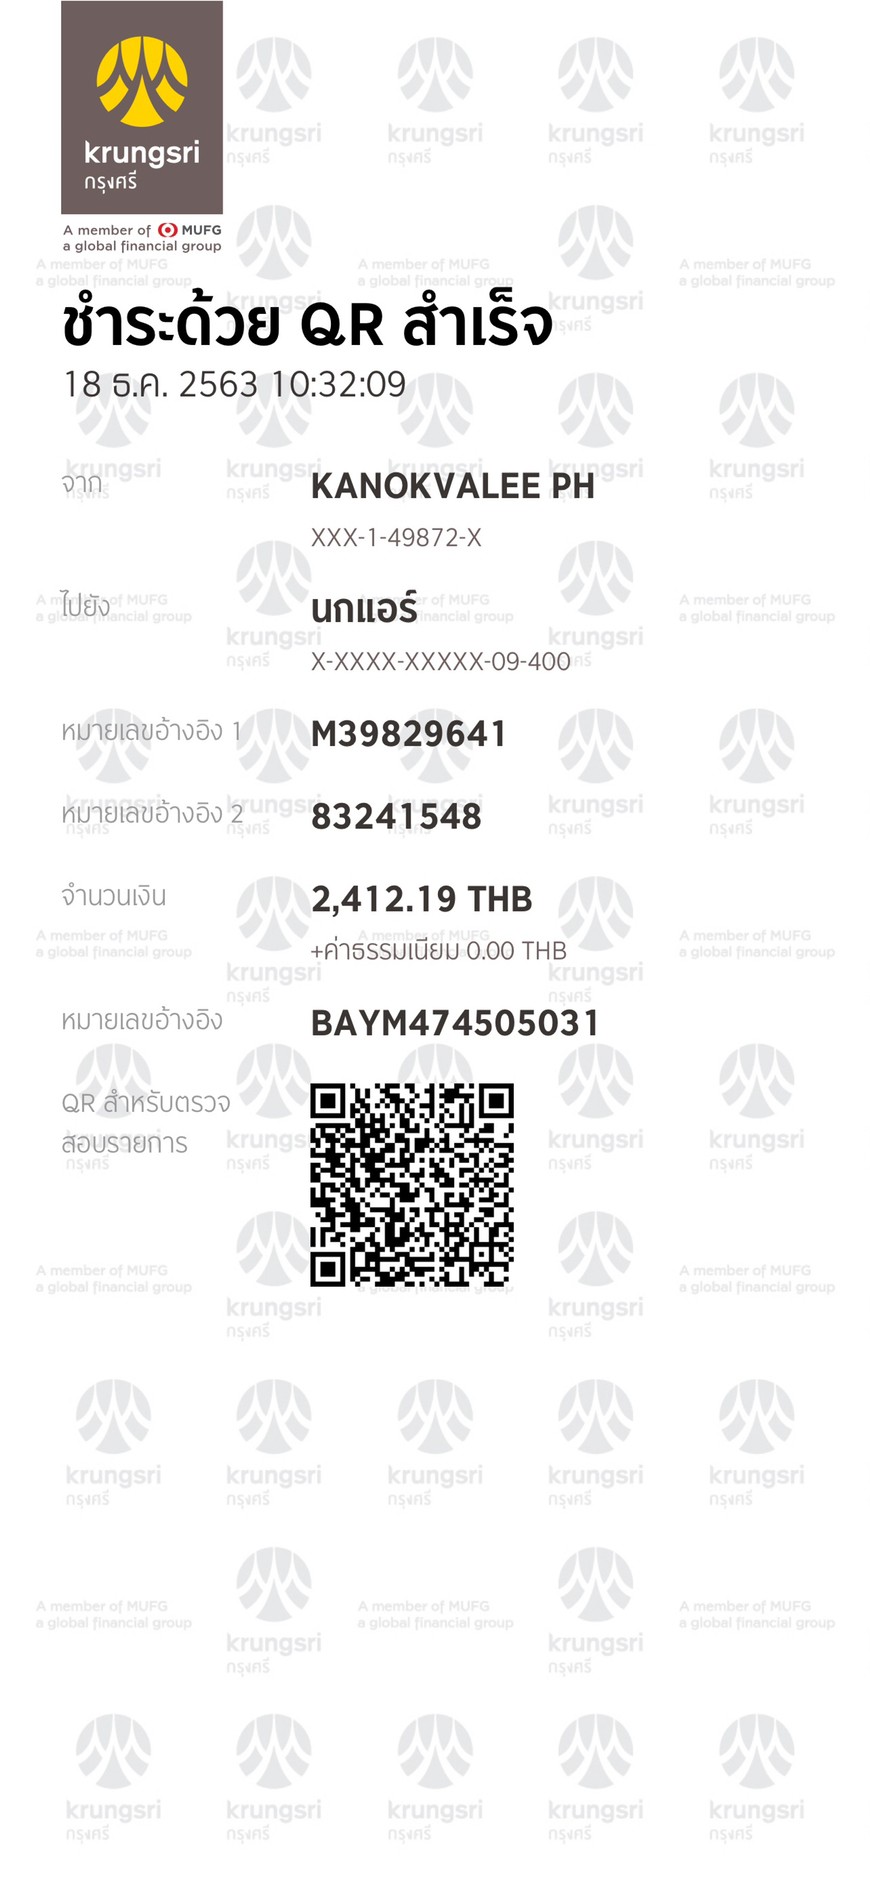 krungsri
กรุงศรี
A member of MUFG
a global financial group
ชำระด้วย QR สำเร็จ
18 ธ.ค. 2563 10:32:09
จาก KANOKVALEE PH
XXX-1-49872-X
ไปยัง นกแอร์
X-XXXX-XXXXX-09-400
หมายเลขอ้างอิง 1 M39829641
หมายเลขอ้างอิง 2 83241548
จำนวนเงิน 2,412.19 THB
+ค่าธรรมเนียม 0.00 THB
หมายเลขอ้างอิง BAYM474505031
QR สำหรับตรวจ
สอบรายการ